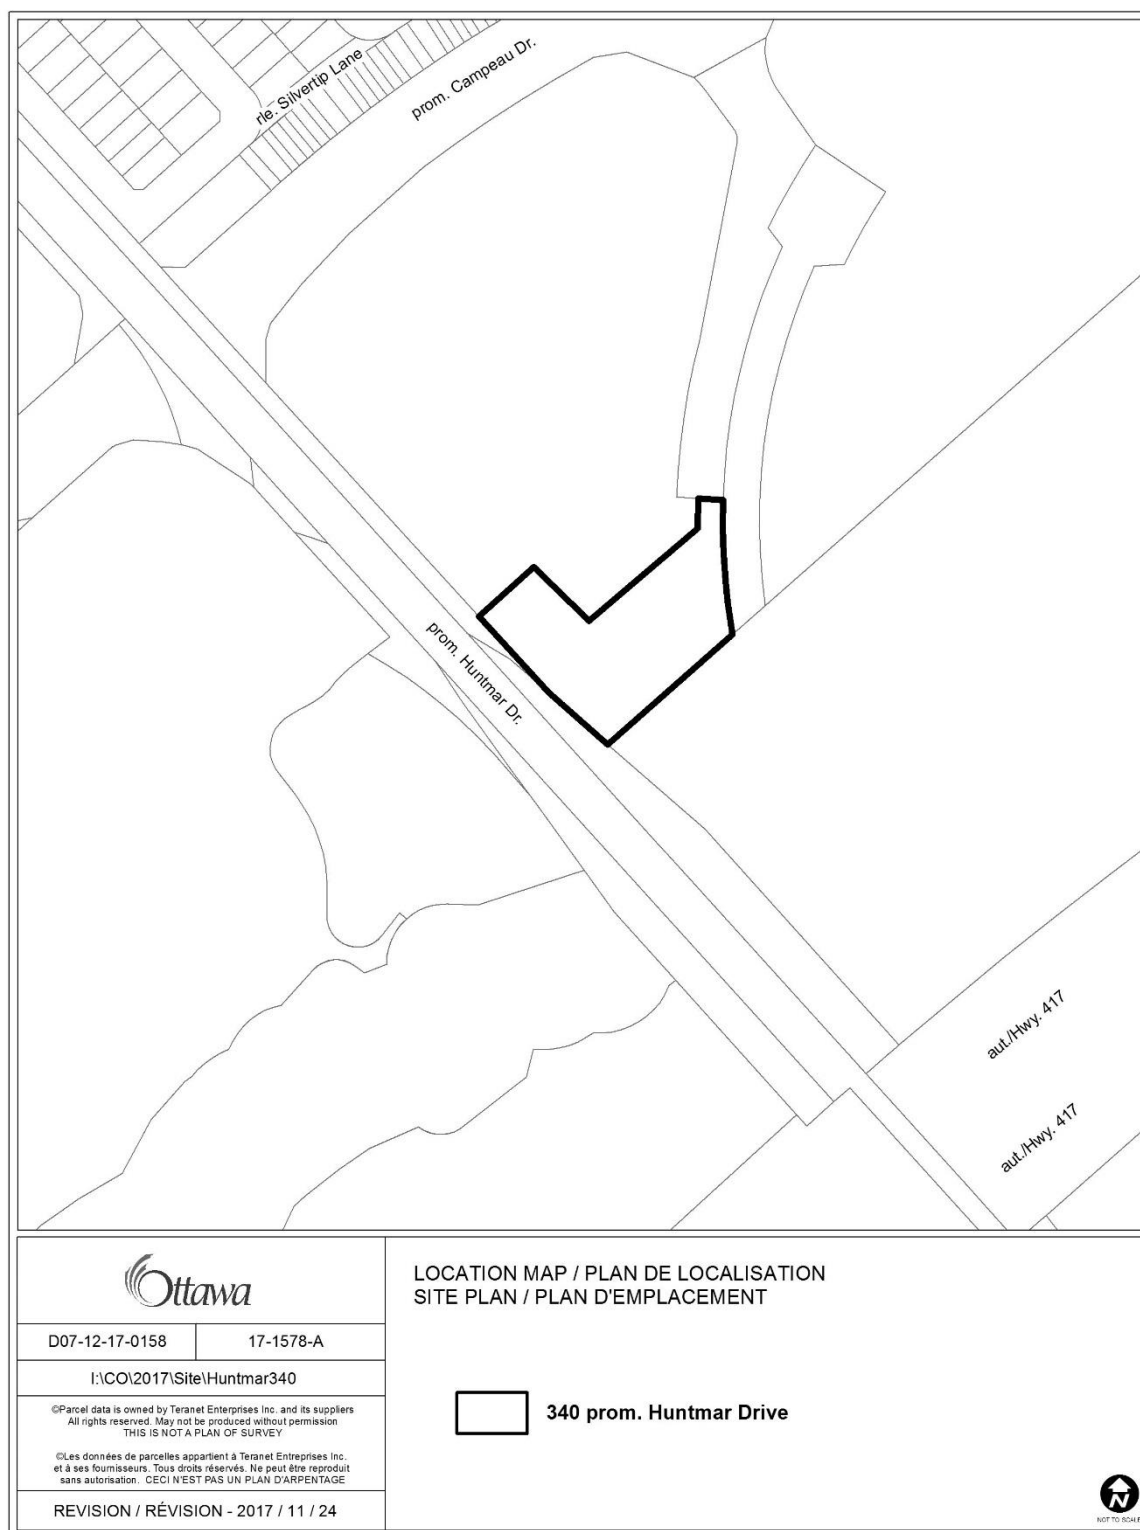 rle. Silvertip Lane
prom. Campeau Dr.
prom. Huntmar Dr.
aut./Hwy. 417
aut./Hwy. 417
Ottawa
D07-12-17-0158
17-1578-A
I:\CO\2017\Site\Huntmar340
©Parcel data is owned by Teranet Enterprises Inc. and its suppliers
All rights reserved. May not be produced without permission
THIS IS NOT A PLAN OF SURVEY
©Les données de parcelles appartient à Teranet Entreprises Inc.
et à ses fournisseurs. Tous droits réservés. Ne peut être reproduit
sans autorisation. CECI N'EST PAS UN PLAN D'ARPENTAGE
REVISION / RÉVISION - 2017 / 11 / 24
LOCATION MAP / PLAN DE LOCALISATION
SITE PLAN / PLAN D'EMPLACEMENT
340 prom. Huntmar Drive
N
NOT TO SCALE